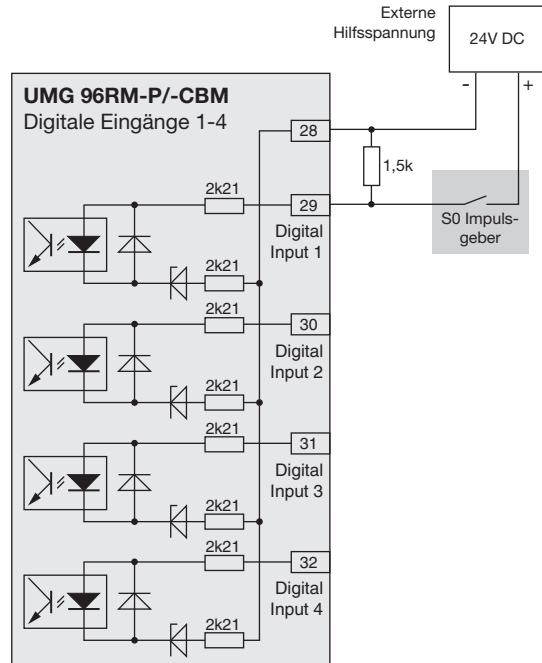 Externe
Hilfsspannung
24V DC
- +
UMG 96RM-P/-CBM
Digitale Eingänge 1-4
28
1,5k
2k21
29
S0 Impuls-
geber
Digital
Input 1
2k21
2k21
30
Digital
Input 2
2k21
2k21
31
Digital
Input 3
2k21
2k21
32
Digital
Input 4
2k21